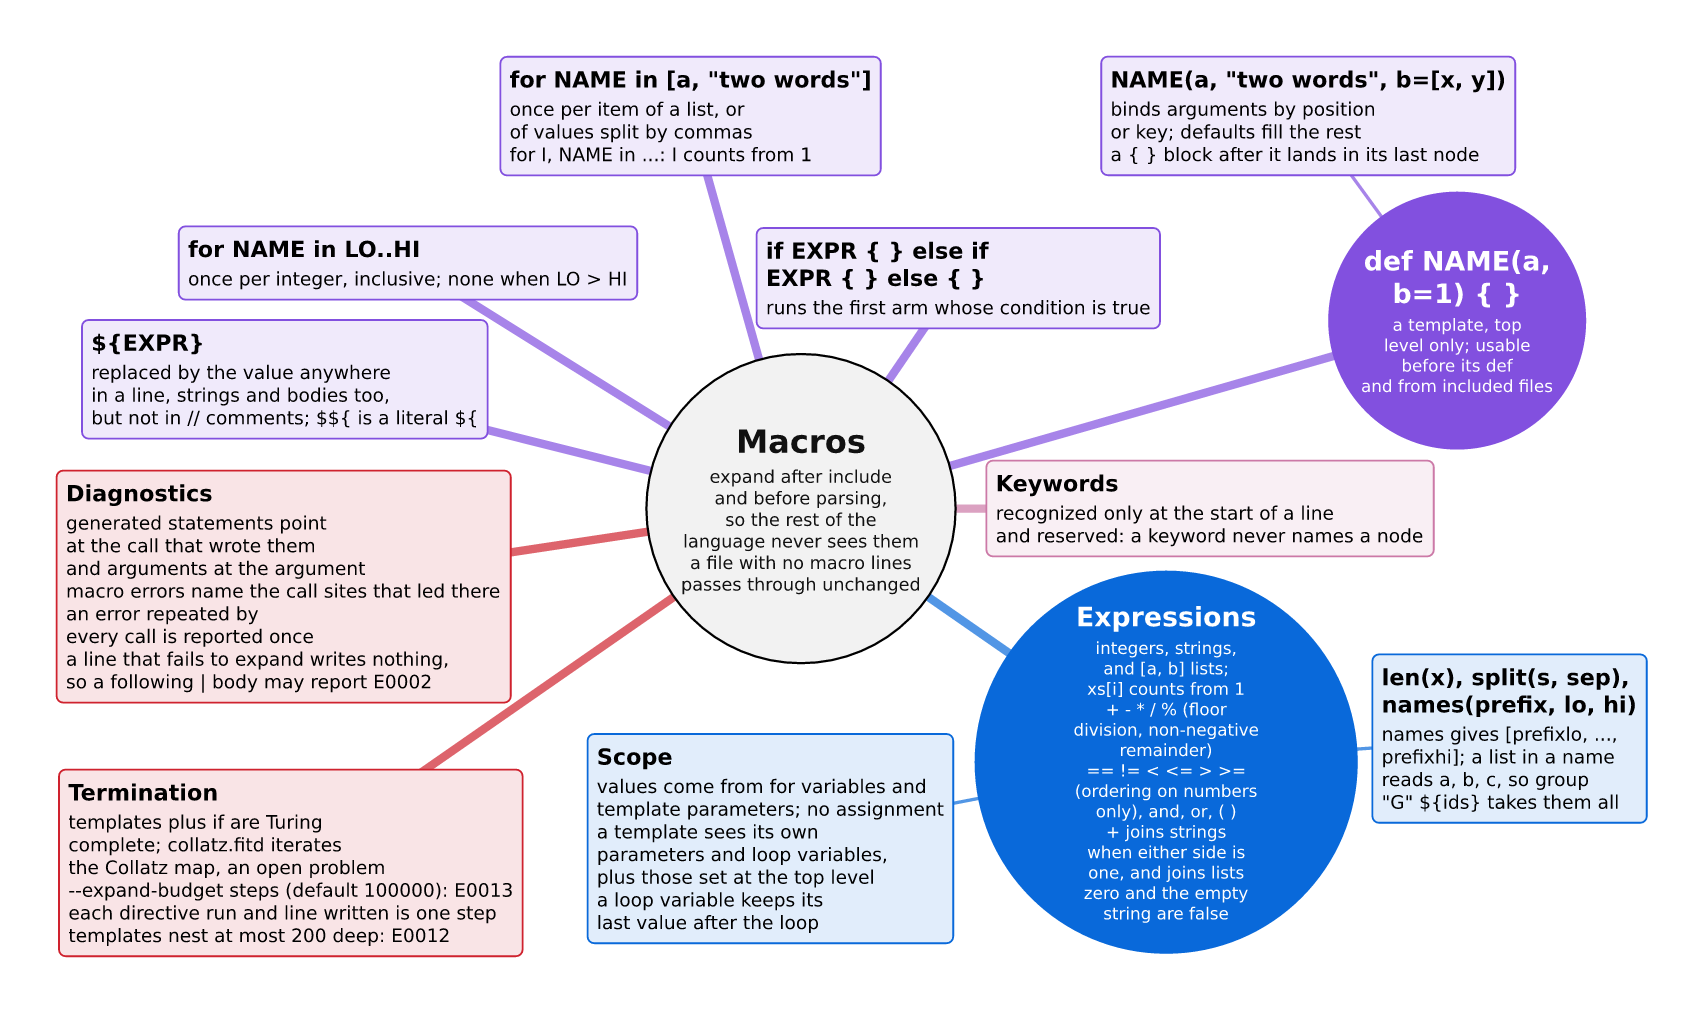 for NAME in [a, "two words"]
once per item of a list, or
of values split by commas
for I, NAME in ...: I counts from 1
NAME(a, "two words", b=[x, y])
binds arguments by position
or key; defaults fill the rest
a { } block after it lands in its last node
for NAME in LO..HI
once per integer, inclusive; none when LO > HI
if EXPR { } else if
EXPR { } else { }
runs the first arm whose condition is true
def NAME(a,
b=1) { }
a template, top
level only; usable
before its def
and from included files
${EXPR}
replaced by the value anywhere
in a line, strings and bodies too,
but not in // comments; $${ is a literal ${
Macros
expand after include
and before parsing,
so the rest of the
language never sees them
a file with no macro lines
passes through unchanged
Keywords
recognized only at the start of a line
and reserved: a keyword never names a node
Diagnostics
generated statements point
at the call that wrote them
and arguments at the argument
macro errors name the call sites that led there
an error repeated by
every call is reported once
a line that fails to expand writes nothing,
so a following | body may report E0002
Expressions
integers, strings,
and [a, b] lists;
xs[i] counts from 1
+ - * / % (floor
division, non-negative
remainder)
== != < <= > >=
(ordering on numbers
only), and, or, ( )
+ joins strings
when either side is
one, and joins lists
zero and the empty
string are false
len(x), split(s, sep),
names(prefix, lo, hi)
names gives [prefixlo, ...,
prefixhi]; a list in a name
reads a, b, c, so group
"G" ${ids} takes them all
Scope
values come from for variables and
template parameters; no assignment
a template sees its own
parameters and loop variables,
plus those set at the top level
a loop variable keeps its
last value after the loop
Termination
templates plus if are Turing
complete; collatz.fitd iterates
the Collatz map, an open problem
--expand-budget steps (default 100000): E0013
each directive run and line written is one step
templates nest at most 200 deep: E0012